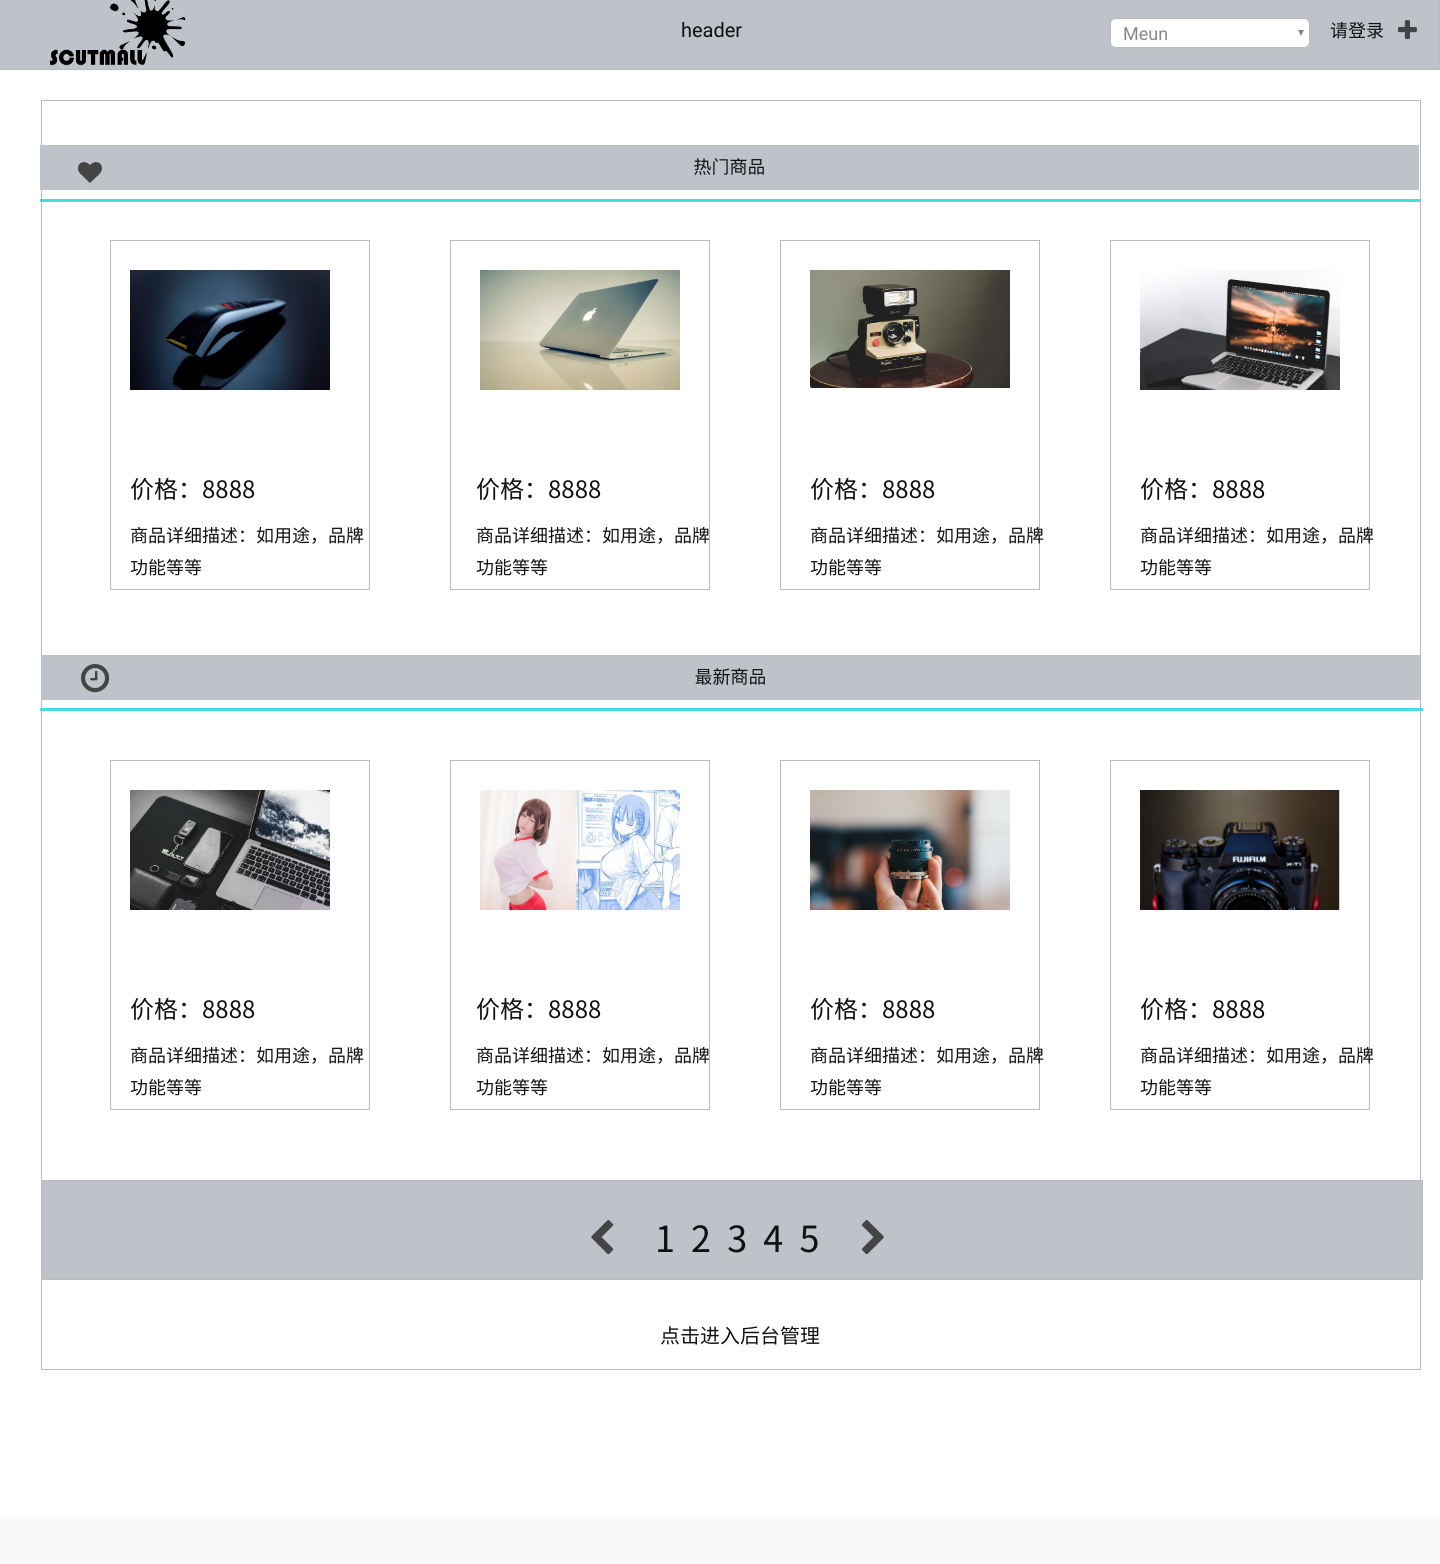 SCUTMALL
header
Meun
请登录
热门商品
价格：8888
商品详细描述：如用途，品牌
功能等等
价格：8888
商品详细描述：如用途，品牌
功能等等
价格：8888
商品详细描述：如用途，品牌
功能等等
价格：8888
商品详细描述：如用途，品牌
功能等等
最新商品
FUJIFILM
X-T1
价格：8888
商品详细描述：如用途，品牌
功能等等
价格：8888
商品详细描述：如用途，品牌
功能等等
价格：8888
商品详细描述：如用途，品牌
功能等等
价格：8888
商品详细描述：如用途，品牌
功能等等
1 2 3 4 5
点击进入后台管理